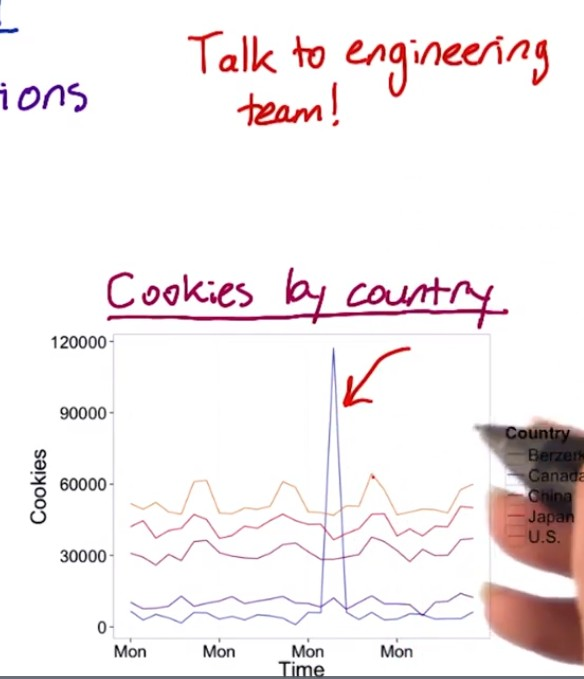 Talk to engineering
team!
Cookies by country
120000
90000
60000
30000
0
Cookies
Mon Mon Mon Mon
Time
Country
Canada
China
Japan
U.S.